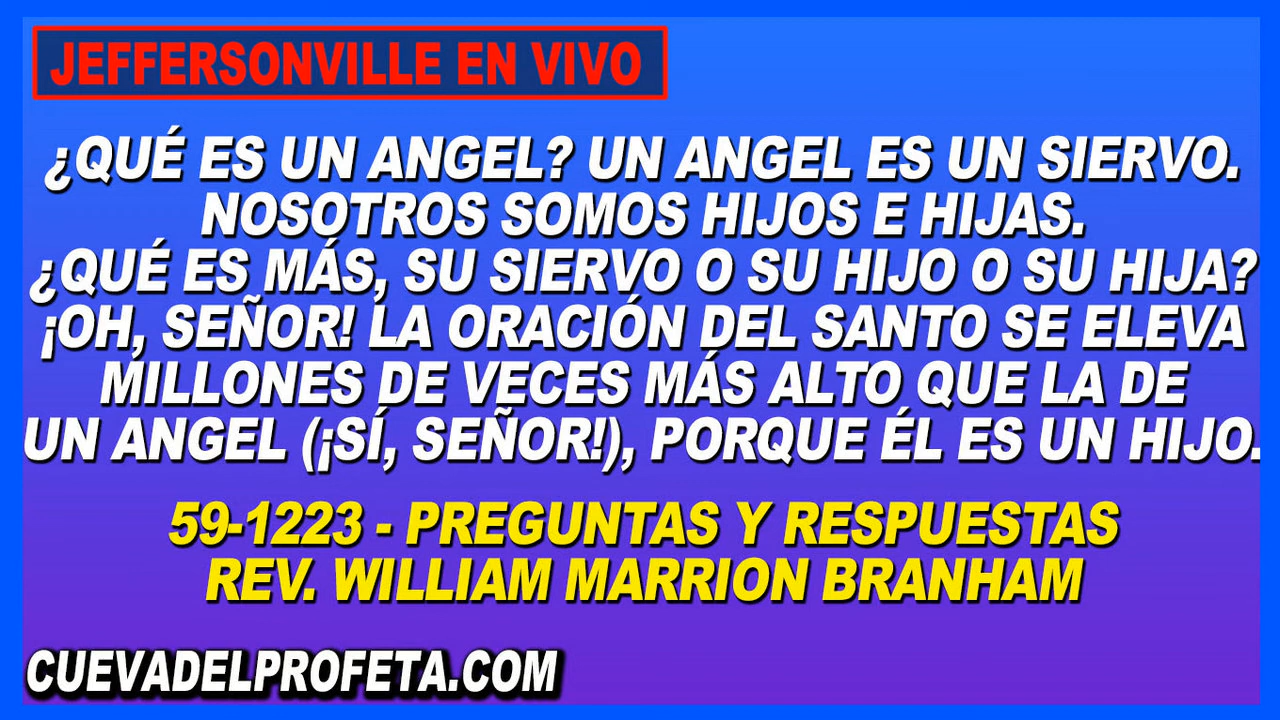 JEFFERSONVILLE EN VIVO
¿QUÉ ES UN ANGEL? UN ANGEL ES UN SIERVO.
NOSOTROS SOMOS HIJOS E HIJAS.
¿QUÉ ES MÁS, SU SIERVO O SU HIJO O SU HIJA?
¡OH, SEÑOR! LA ORACIÓN DEL SANTO SE ELEVA
MILLONES DE VECES MÁS ALTO QUE LA DE
UN ANGEL (¡SÍ, SEÑOR!), PORQUE ÉL ES UN HIJO.
59-1223 - PREGUNTAS Y RESPUESTAS
REV. WILLIAM MARRION BRANHAM
CUEVADELPROFETA.COM